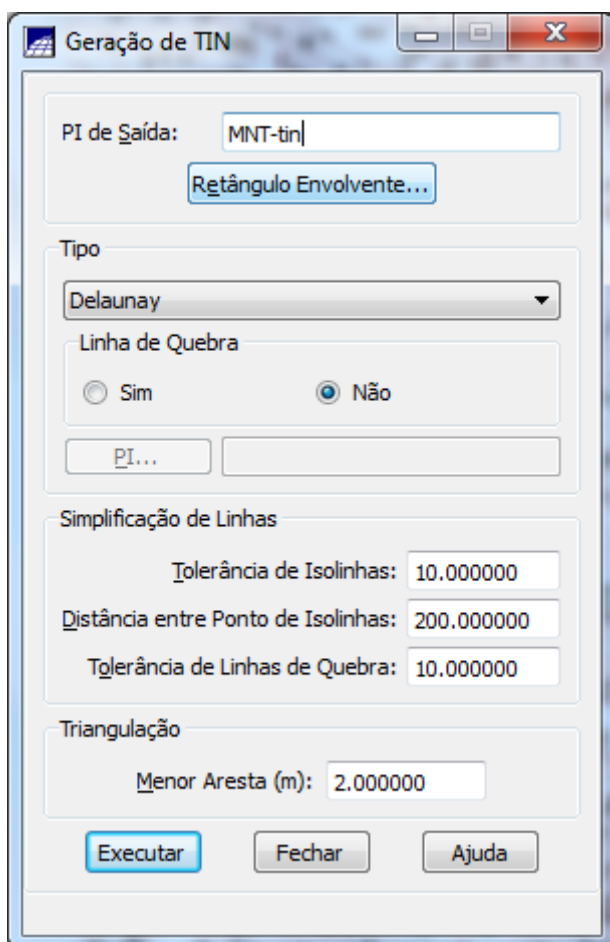 Geração de TIN
PI de Saída: MNT-tin
Retângulo Envolvente...
Tipo
Delaunay
Linha de Quebra
Sim Não
PI...
Simplificação de Linhas
Tolerância de Isolinhas: 10.000000
Distância entre Ponto de Isolinhas: 200.000000
Tolerância de Linhas de Quebra: 10.000000
Triangulação
Menor Aresta (m): 2.000000
Executar Fechar Ajuda